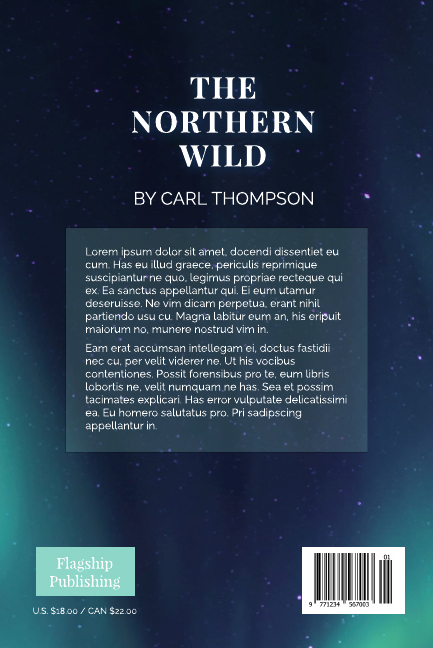 THE
NORTHERN
WILD
BY CARL THOMPSON
Lorem ipsum dolor sit amet, docendi dissentiet eu
cum. Has eu illud graece, periculis reprimique
suscipiantur ne quo, legimus propriae recteque qui
ex. Ea sanctus appellantur qui. Ei eum utamur
deseruisse. Ne vim dicam perpetua, erant nihil
partiendo usu cu. Magna labitur eum an, his eripuit
maiorum no, munere nostrud vim in.
Eam erat accumsan intellegam ei, doctus fastidii
nec cu, per velit viderer ne. Ut his vocibus
contentiones. Possit forensibus pro te, eum libris
lobortis ne, velit numquam ne has. Sea et possim
tacimates explicari. Has error vulputate delicatissimi
ea. Eu homero salutatus pro. Pri sadipscing
appellantur in.
Flagship
Publishing
U.S. $18.00 / CAN $22.00
01
9 771234 567003